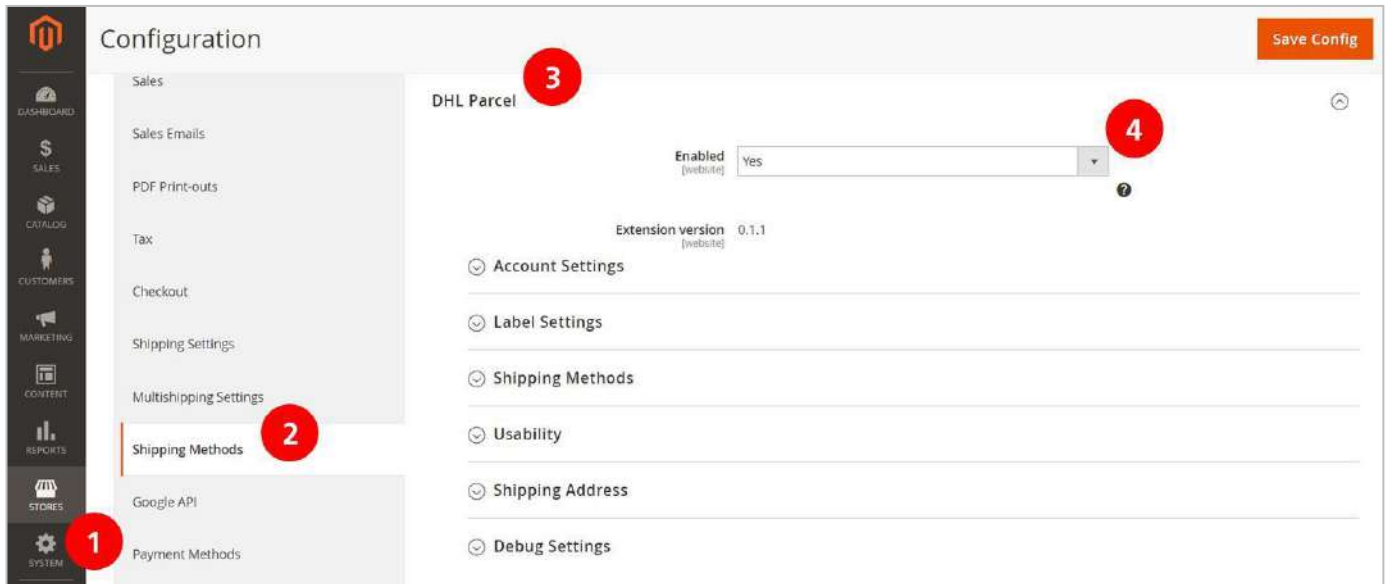 Configuration
Save Config
DASHBOARD
SALES
CATALOG
CUSTOMERS
MARKETING
CONTENT
REPORTS
STORES
SYSTEM
1
Sales
Sales Emails
PDF Print-outs
Tax
Checkout
Shipping Settings
Multishipping Settings
Shipping Methods
2
Google API
Payment Methods
DHL Parcel
3
Enabled
[website]
Yes
4
?
Extension version 0.1.1
[website]
Account Settings
Label Settings
Shipping Methods
Usability
Shipping Address
Debug Settings